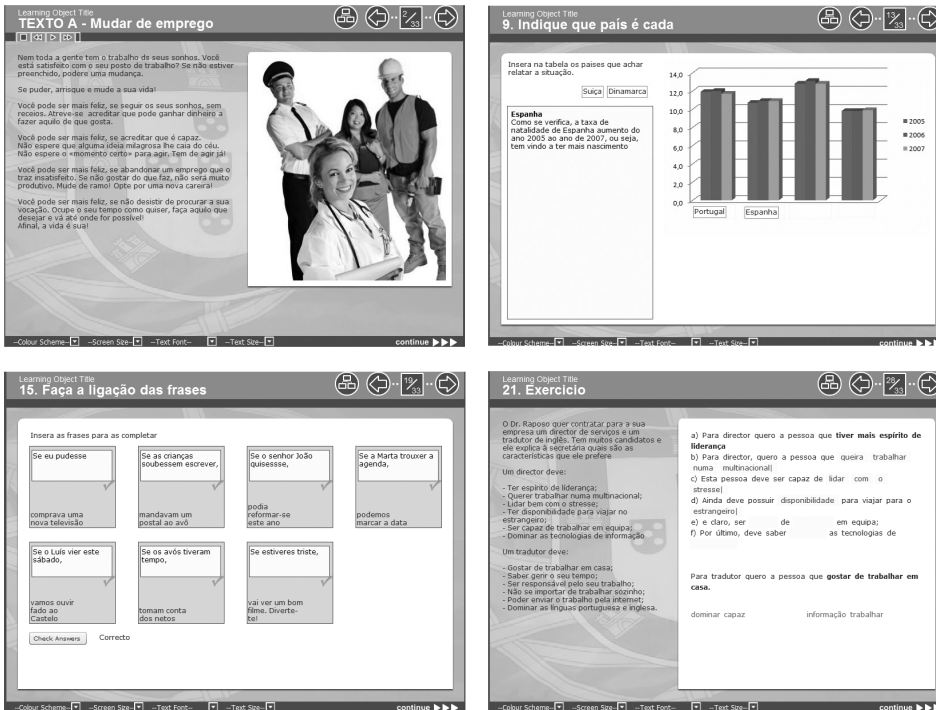 Learning Object Title
TEXTO A - Mudar de emprego
2/33
Nem toda a gente tem o trabalho ds seus sonhos. Você
está satisfeito com o seu posto de trabalho? Se não estiver
preenchido, podere uma mudança.
Se puder, arrisque e mude a sua vida!
Você pode ser mais feliz, se seguir os seus sonhos, sem
receios. Atreve-se acreditar que pode ganhar dinheiro a
fazer aquilo de que gosta.
Você pode ser mais feliz, se acreditar que é capaz.
Não espere que alguma ideia milagrosa lhe caia do céu.
Não espere o «momento certo» para agir. Tem de agir já!
Você pode ser mais feliz, se abandonar um emprego que o
traz insatisfeito. Se não gostar do que faz, não será muito
produtivo. Mude de ramo! Opte por uma nova careira!
Você pode ser mais feliz, se não desistir de procurar a sua
vocação. Ocupe o seu tempo como quiser, faça aquilo que
desejar e vá até onde for possível!
Afinal, a vida é sua!
--Colour Scheme-- --Screen Size-- --Text Font-- --Text Size-- continue
Learning Object Title
9. Indique que país é cada
13/33
Insera na tabela os paises que achar
relatar a situação.
Suiça Dinamarca
Espanha
Como se verifica, a taxa de
natalidade de Espanha aumento do
ano 2005 ao ano de 2007, ou seja,
tem vindo a ter mais nascimento
14,0
12,0
10,0
8,0
6,0
4,0
2,0
0,0
Portugal Espanha
2005
2006
2007
--Colour Scheme-- --Screen Size-- --Text Font-- --Text Size-- continue
Learning Object Title
15. Faça a ligação das frases
19/33
Insera as frases para as completar
Se eu pudesse
comprava uma
nova televisão
Se as crianças
soubessem escrever,
mandavam um
postal ao avô
Se o senhor João
quisessse,
podia
reformar-se
este ano
Se a Marta trouxer a
agenda,
podemos
marcar a data
Se o Luís vier este
sábado,
vamos ouvir
fado ao
Castelo
Se os avós tiveram
tempo,
tomam conta
dos netos
Se estiveres triste,
vai ver um bom
filme. Diverte-
te!
Check Answers Correcto
--Colour Scheme-- --Screen Size-- --Text Font-- --Text Size-- continue
Learning Object Title
21. Exercicio
28/33
O Dr. Raposo quer contratar para a sua
empresa um director de serviços e um
tradutor de inglês. Tem muitos candidatos e
ele explica à secretária quais são as
características que ele prefere
Um director deve:
- Ter espírito de liderança;
- Querer trabalhar numa multinacional;
- Lidar bem com o stresse;
- Ter disponibilidade para viajar no
estrangeiro;
- Ser capaz de trabalhar em equipa;
- Dominar as tecnologias de informação
Um tradutor deve:
- Gostar de trabalhar em casa;
- Saber gerir o seu tempo;
- Ser responsável pelo seu trabalho;
- Não se importar de trabalhar sozinho;
- Poder enviar o trabalho pela internet;
- Dominar as línguas portuguesa e inglesa.
a) Para director quero a pessoa que tiver mais espírito de
liderança
b) Para director, quero a pessoa que queira trabalhar
numa multinacional|
c) Esta pessoa deve ser capaz de lidar com o
stresse|
d) Ainda deve possuir disponibilidade para viajar para o
estrangeiro|
e) e claro, ser de em equipa;
f) Por último, deve saber as tecnologias de
Para tradutor quero a pessoa que gostar de trabalhar em
casa.
dominar capaz informação trabalhar
--Colour Scheme-- --Screen Size-- --Text Font-- --Text Size-- continue